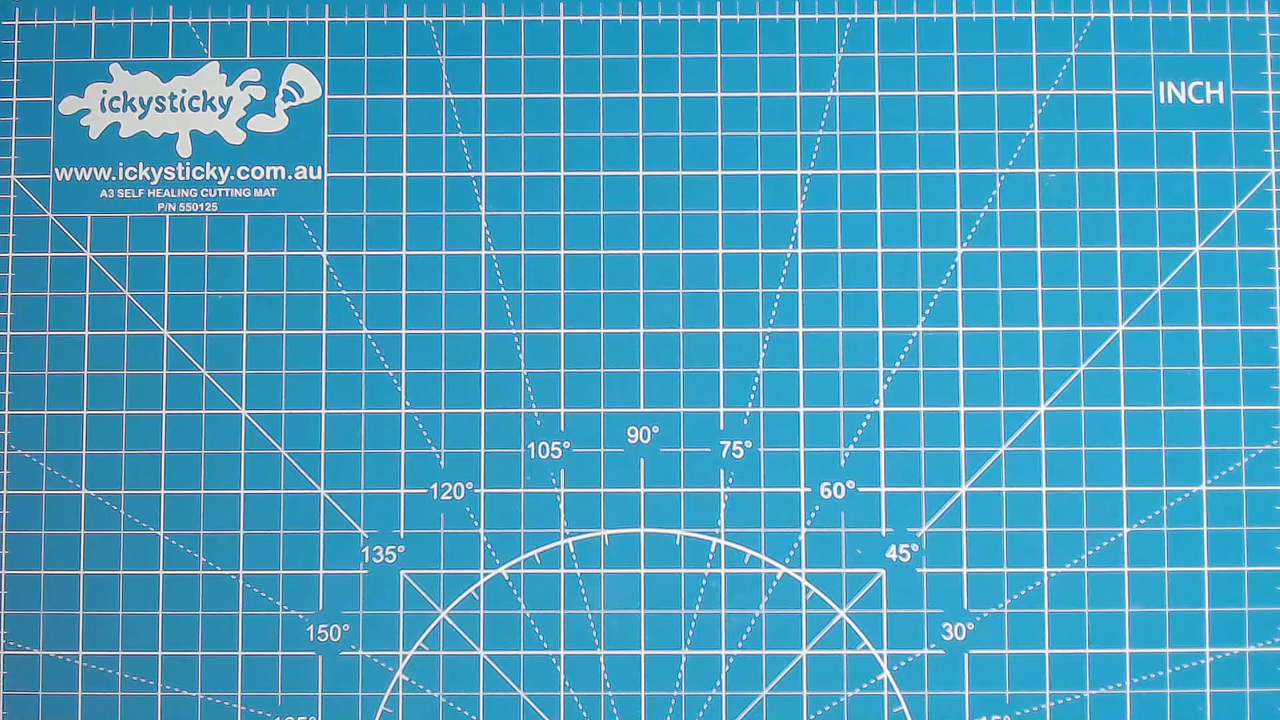 ickysticky
www.ickysticky.com.au
A3 SELF HEALING CUTTING MAT
P/N 550125
INCH
90°
105°
75°
120°
60°
135°
45°
150°
30°